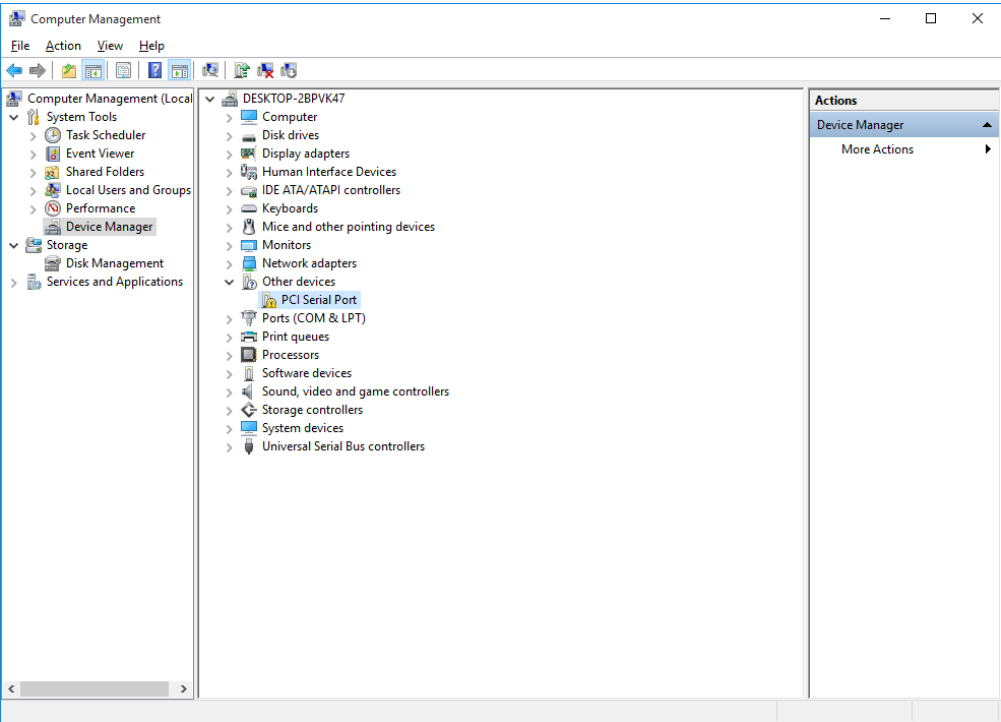 Computer Management
File Action View Help
Computer Management (Local
System Tools
Task Scheduler
Event Viewer
Shared Folders
Local Users and Groups
Performance
Device Manager
Storage
Disk Management
Services and Applications
DESKTOP-2BPVK47
Computer
Disk drives
Display adapters
Human Interface Devices
IDE ATA/ATAPI controllers
Keyboards
Mice and other pointing devices
Monitors
Network adapters
Other devices
PCI Serial Port
Ports (COM & LPT)
Print queues
Processors
Software devices
Sound, video and game controllers
Storage controllers
System devices
Universal Serial Bus controllers
Actions
Device Manager
More Actions